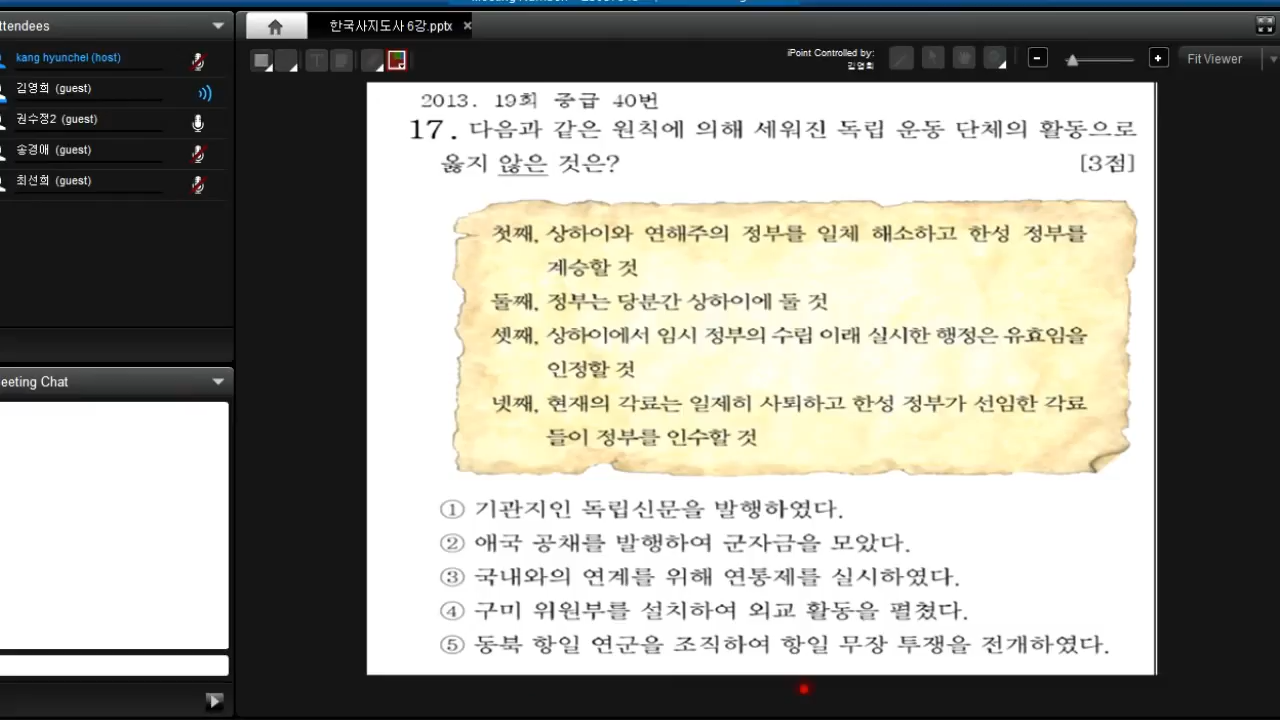 ttendees
한국사지도사 6강.pptx
kang hyunchel (host)
김영희 (guest)
권수정2 (guest)
송경애 (guest)
최선희 (guest)
iPoint Controlled by:
김영희
Fit Viewer
2013. 19회 중급 40번
17. 다음과 같은 원칙에 의해 세워진 독립 운동 단체의 활동으로
옳지 않은 것은? [3점]
첫째, 상하이와 연해주의 정부를 일체 해소하고 한성 정부를
계승할 것
둘째, 정부는 당분간 상하이에 둘 것
셋째, 상하이에서 임시 정부의 수립 이래 실시한 행정은 유효임을
인정할 것
넷째, 현재의 각료는 일제히 사퇴하고 한성 정부가 선임한 각료
들이 정부를 인수할 것
① 기관지인 독립신문을 발행하였다.
② 애국 공채를 발행하여 군자금을 모았다.
③ 국내와의 연계를 위해 연통제를 실시하였다.
④ 구미 위원부를 설치하여 외교 활동을 펼쳤다.
⑤ 동북 항일 연군을 조직하여 항일 무장 투쟁을 전개하였다.
eeting Chat